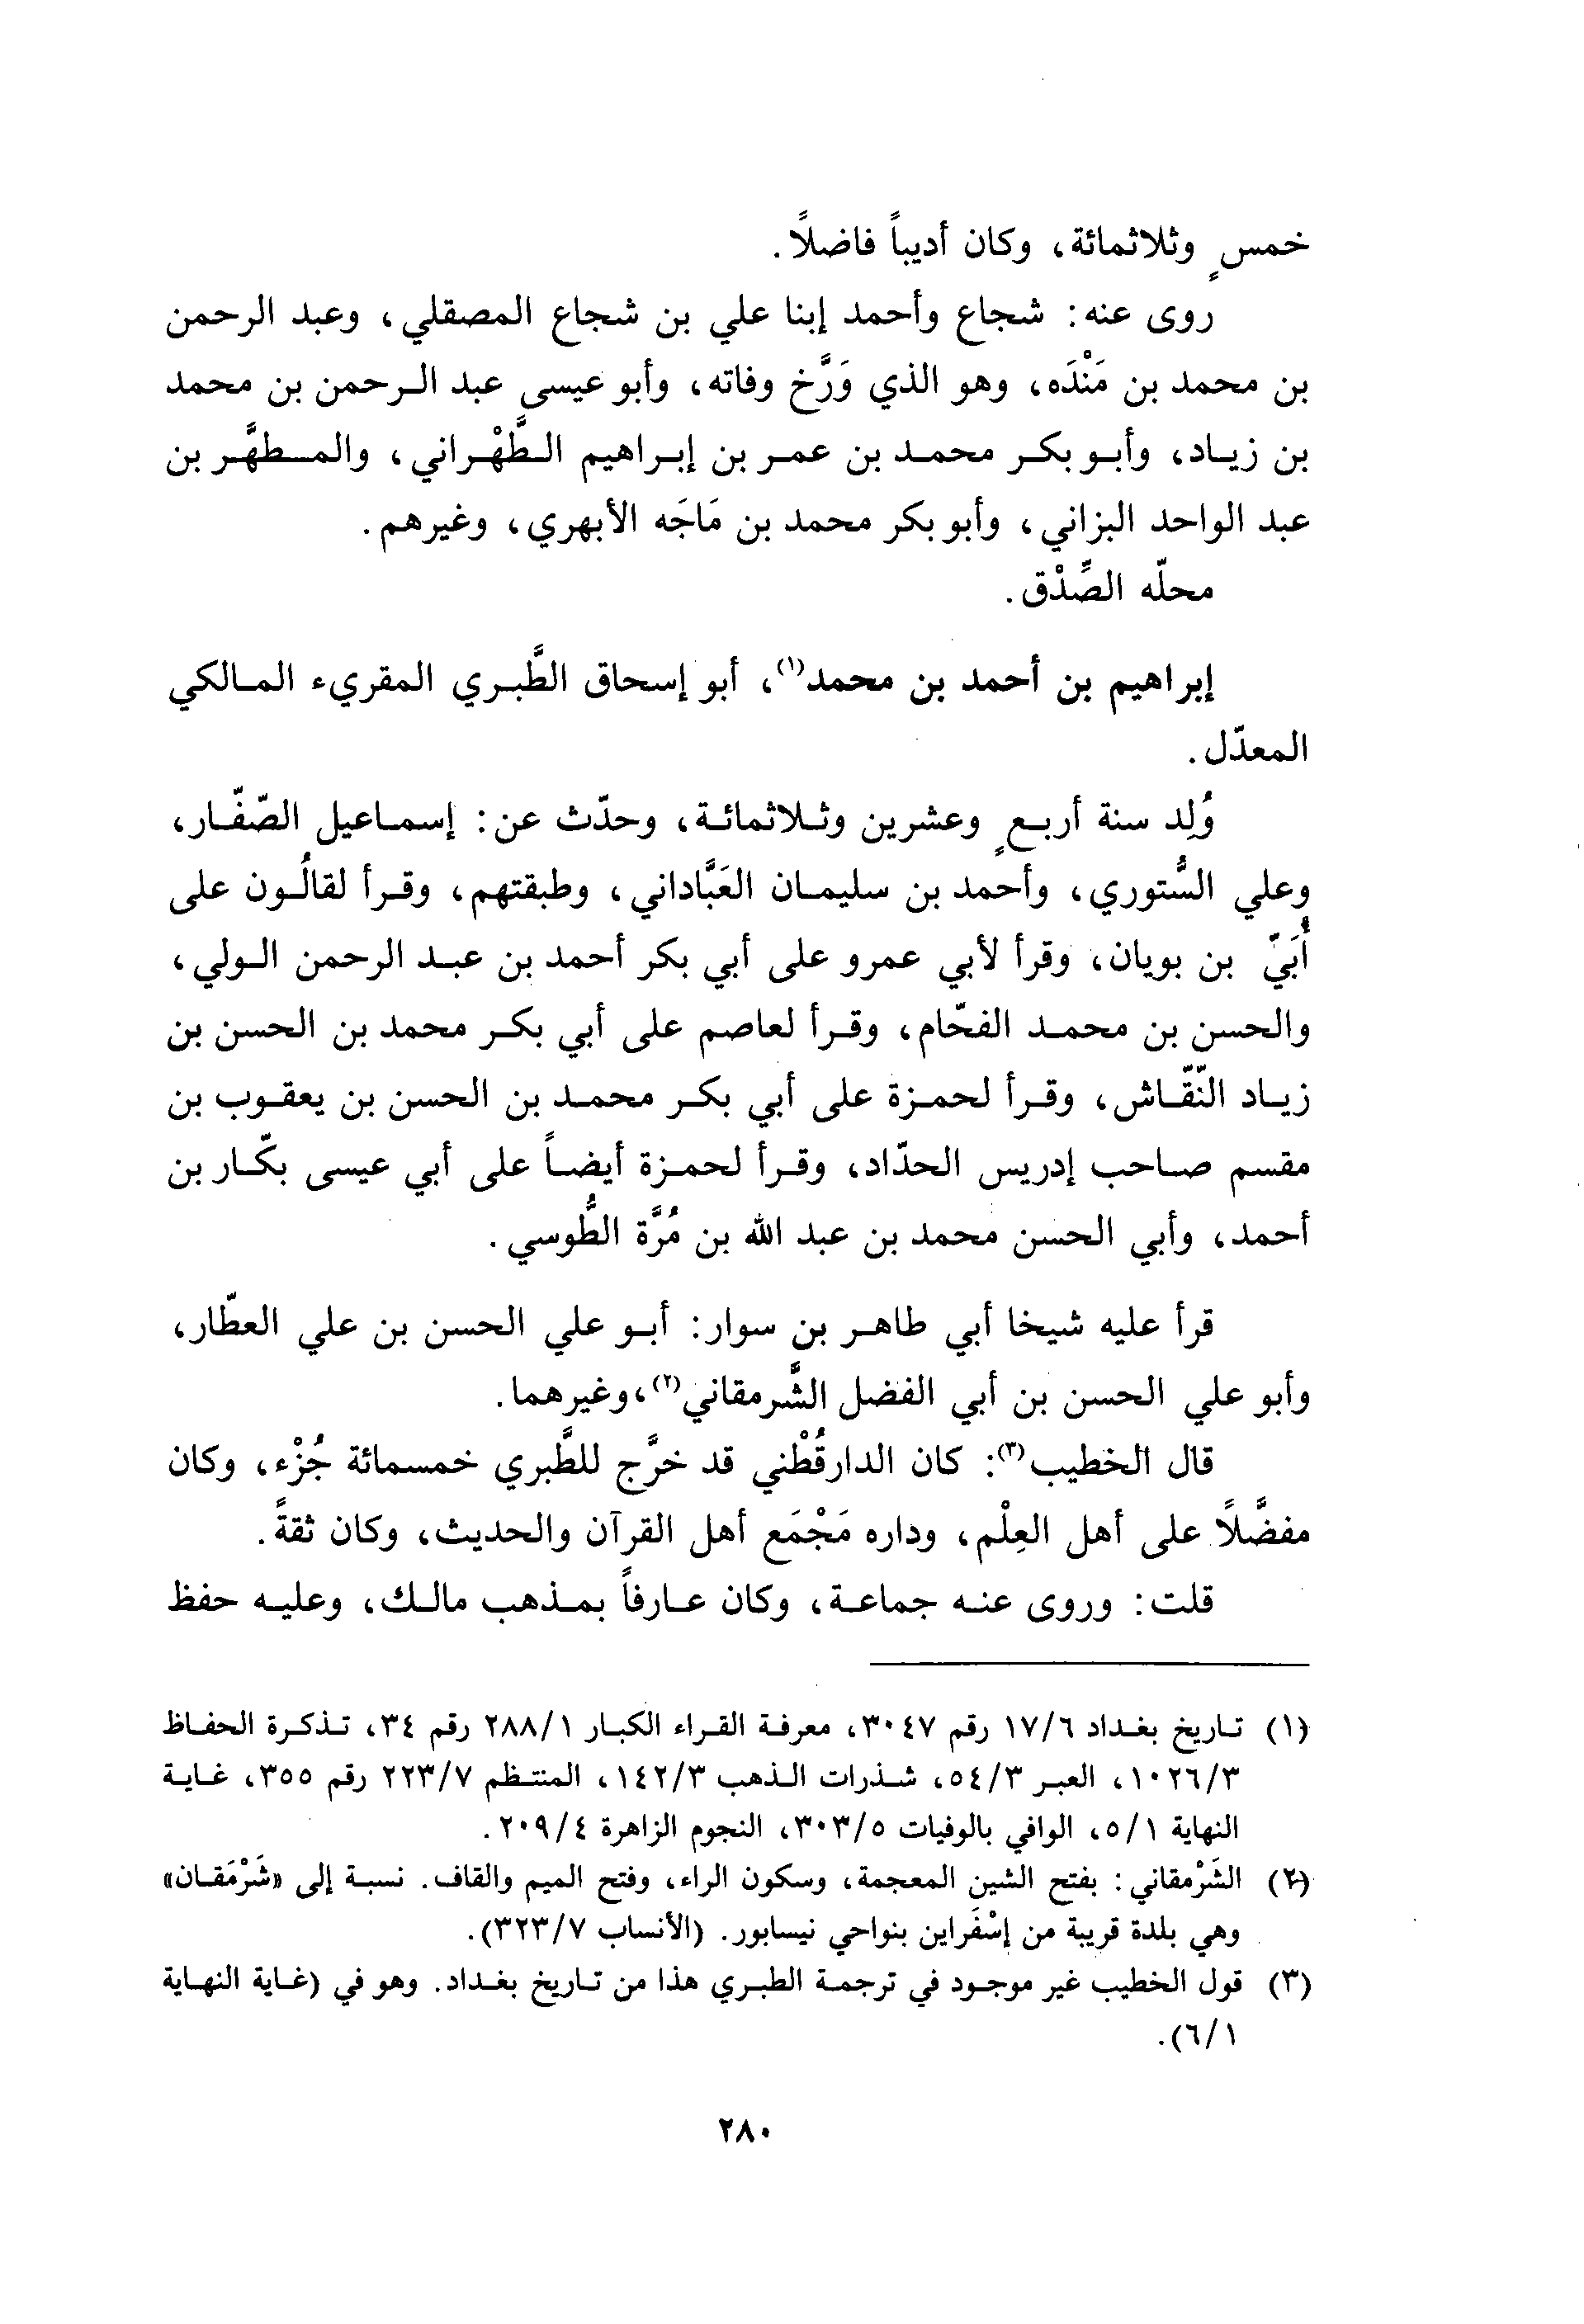 خمسٍ وثلاثمائة، وكان أديباً فاضلاً.
روى عنه: شجاع وأحمد إبنا علي بن شجاع المصقلي، وعبد الرحمن
بن محمد بن مَنْدَه، وهو الذي وَرَّخ وفاته، وأبو عيسى عبد الرحمن بن محمد
بن زياد، وأبو بكر محمد بن عمر بن إبراهيم الطَّهْراني، والمطهَّر بن
عبد الواحد البزاني، وأبو بكر محمد بن مَاجَه الأبهري، وغيرهم.
محلّه الصِّدْق.
إبراهيم بن أحمد بن محمد(١)، أبو إسحاق الطَّبري المقريء المالكي
المعدّل.
وُلِد سنة أربعٍ وعشرين وثلاثمائة، وحدّث عن: إسماعيل الصّفّار،
وعلي السُّتوري، وأحمد بن سليمان العَبَّاداني، وطبقتهم، وقرأ لقالُون على
أُبَيّ بن بويان، وقرأ لأبي عمرو على أبي بكر أحمد بن عبد الرحمن الولي،
والحسن بن محمد الفحّام، وقرأ لعاصم على أبي بكر محمد بن الحسن بن
زياد النّقّاش، وقرأ لحمزة على أبي بكر محمد بن الحسن بن يعقوب بن
مقسم صاحب إدريس الحدّاد، وقرأ لحمزة أيضاً على أبي عيسى بكّار بن
أحمد، وأبي الحسن محمد بن عبد الله بن مُرَّة الطُّوسي.
قرأ عليه شيخا أبي طاهر بن سوار: أبو علي الحسن بن علي العطّار،
وأبو علي الحسن بن أبي الفضل الشَّرمقاني(٢)،وغيرهما.
قال الخطيب(٣): كان الدارقُطْني قد خرَّج للطَّبري خمسمائة جُزْء، وكان
مفضَّلاً على أهل العِلْم، وداره مَجْمَع أهل القرآن والحديث، وكان ثقةً.
قلت: وروى عنه جماعة، وكان عارفاً بمذهب مالك، وعليه حفظ
(١) تاريخ بغداد ١٧/٦ رقم ٣٠٤٧، معرفة القراء الكبار ٢٨٨/١ رقم ٣٤، تذكرة الحفاظ
١٠٢٦/٣، العبر ٥٤/٣، شذرات الذهب ١٤٢/٣، المنتظم ٢٢٣/٧ رقم ٣٥٥، غاية
النهاية ٥/١، الوافي بالوفيات ٣٠٣/٥، النجوم الزاهرة ٢٠٩/٤.
(٢) الشَرْمقاني: بفتح الشين المعجمة، وسكون الراء، وفتح الميم والقاف. نسبة إلى «شَرْمَقان»
وهي بلدة قريبة من إسْفَراين بنواحي نيسابور. (الأنساب ٣٢٣/٧).
(٣) قول الخطيب غير موجود في ترجمة الطبري هذا من تاريخ بغداد. وهو في (غاية النهاية
٦/١).
٢٨٠